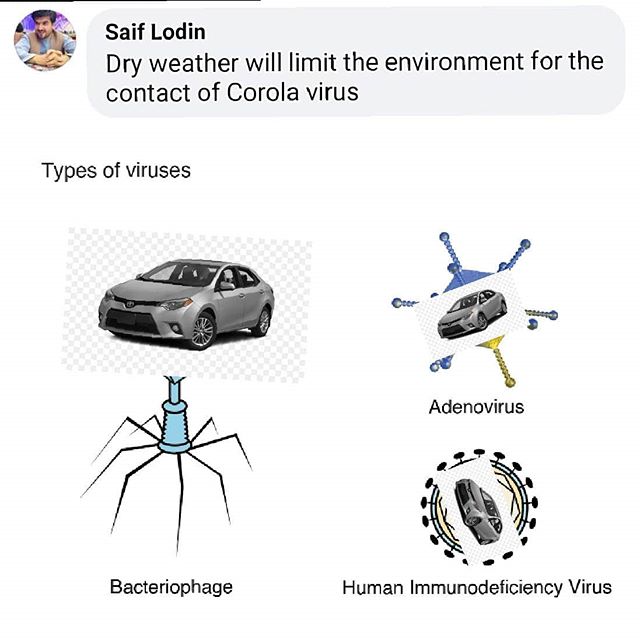 Saif Lodin
Dry weather will limit the environment for the
contact of Corola virus
Types of viruses
Adenovirus
Bacteriophage
Human Immunodeficiency Virus